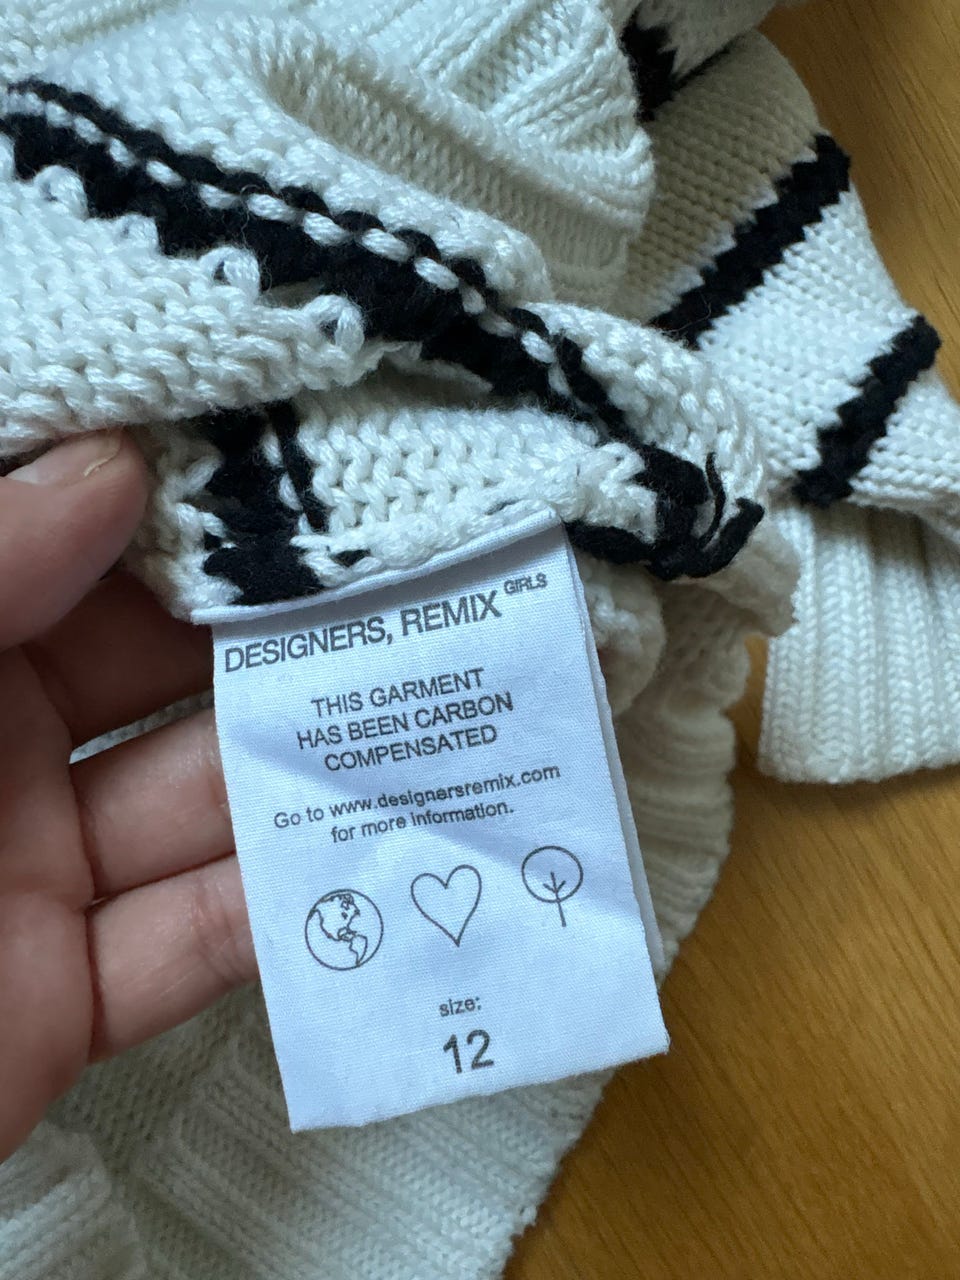 DESIGNERS, REMIX GIRLS
THIS GARMENT
HAS BEEN CARBON
COMPENSATED
Go to www.designersremix.com
for more information.
size:
12